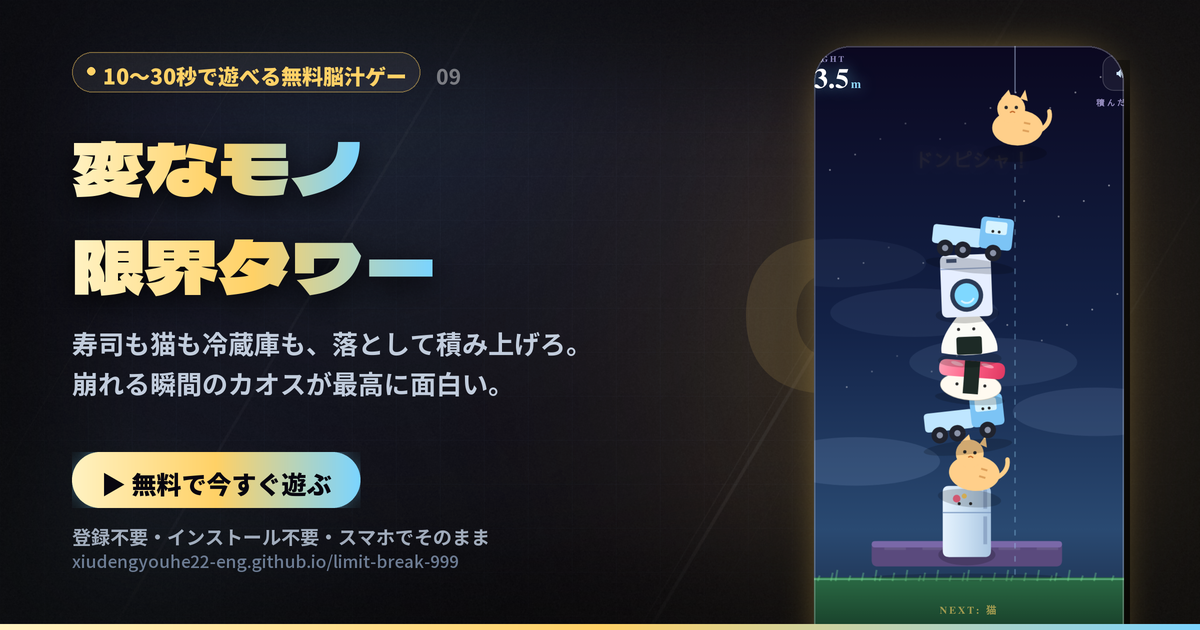 10〜30秒で遊べる無料脳汁ゲー
09
変なモノ
限界タワー
寿司も猫も冷蔵庫も、落として積み上げろ。
崩れる瞬間のカオスが最高に面白い。
▶ 無料で今すぐ遊ぶ
登録不要・インストール不要・スマホでそのまま
xiudengyouhe22-eng.github.io/limit-break-999
GHT
3.5m
積んだ
ドンピシャ！
NEXT: 猫